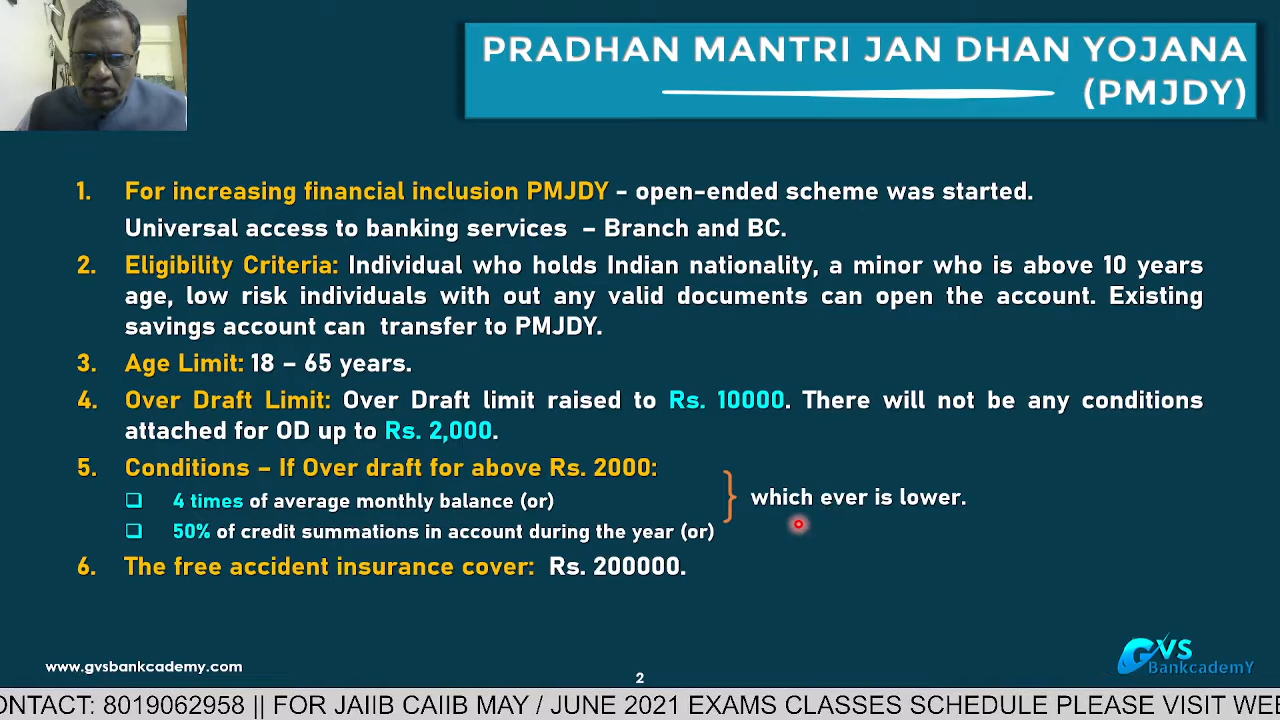 PRADHAN MANTRI JAN DHAN YOJANA
(PMJDY)
1. For increasing financial inclusion PMJDY - open-ended scheme was started.
Universal access to banking services – Branch and BC.
2. Eligibility Criteria: Individual who holds Indian nationality, a minor who is above 10 years
age, low risk individuals with out any valid documents can open the account. Existing
savings account can transfer to PMJDY.
3. Age Limit: 18 – 65 years.
4. Over Draft Limit: Over Draft limit raised to Rs. 10000. There will not be any conditions
attached for OD up to Rs. 2,000.
5. Conditions – If Over draft for above Rs. 2000:
4 times of average monthly balance (or)
50% of credit summations in account during the year (or)
which ever is lower.
6. The free accident insurance cover: Rs. 200000.
www.gvsbankcademy.com
2
GVS
BankcademY
ONTACT: 8019062958 || FOR JAIIB CAIIB MAY / JUNE 2021 EXAMS CLASSES SCHEDULE PLEASE VISIT WE